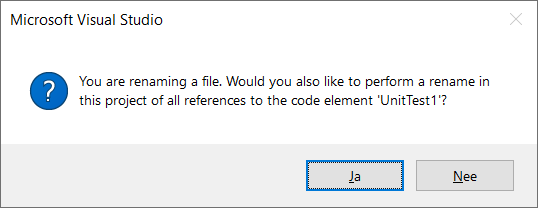 Microsoft Visual Studio
You are renaming a file. Would you also like to perform a rename in
this project of all references to the code element 'UnitTest1'?
Ja
Nee